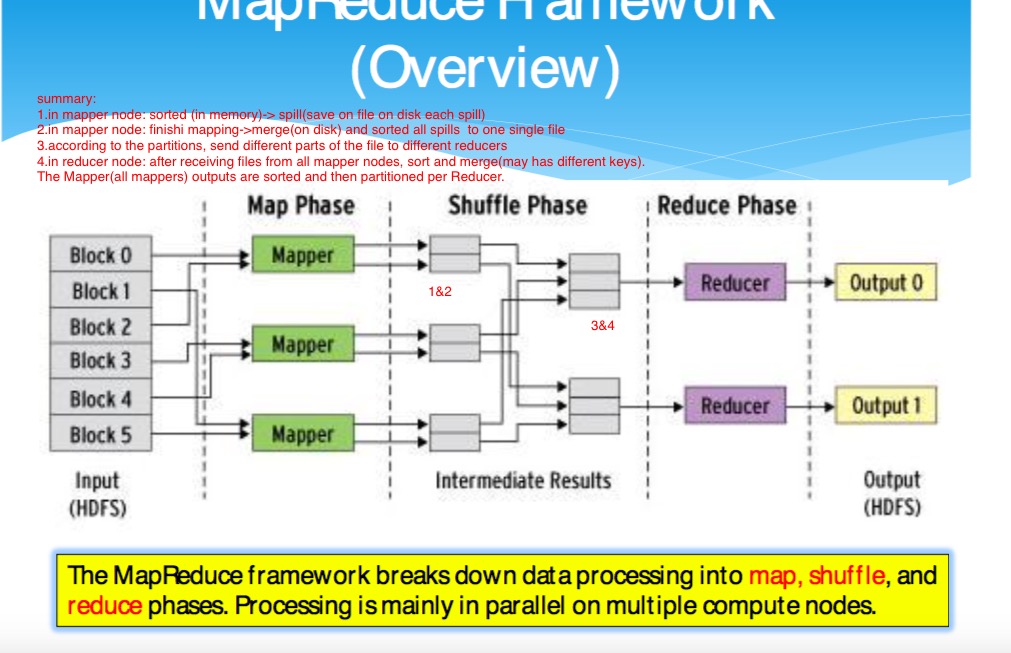 MapReduce Framework
(Overview)
summary:
1.in mapper node: sorted (in memory)-> spill(save on file on disk each spill)
2.in mapper node: finishi mapping->merge(on disk) and sorted all spills to one single file
3.according to the partitions, send different parts of the file to different reducers
4.in reducer node: after receiving files from all mapper nodes, sort and merge(may has different keys).
The Mapper(all mappers) outputs are sorted and then partitioned per Reducer.
Map Phase
Shuffle Phase
Reduce Phase
Block 0
Block 1
Block 2
Block 3
Block 4
Block 5
Mapper
Mapper
Mapper
1&2
3&4
Reducer
Reducer
Output 0
Output 1
Input
(HDFS)
Intermediate Results
Output
(HDFS)
The MapReduce framework breaks down data processing into map, shuffle, and
reduce phases. Processing is mainly in parallel on multiple compute nodes.